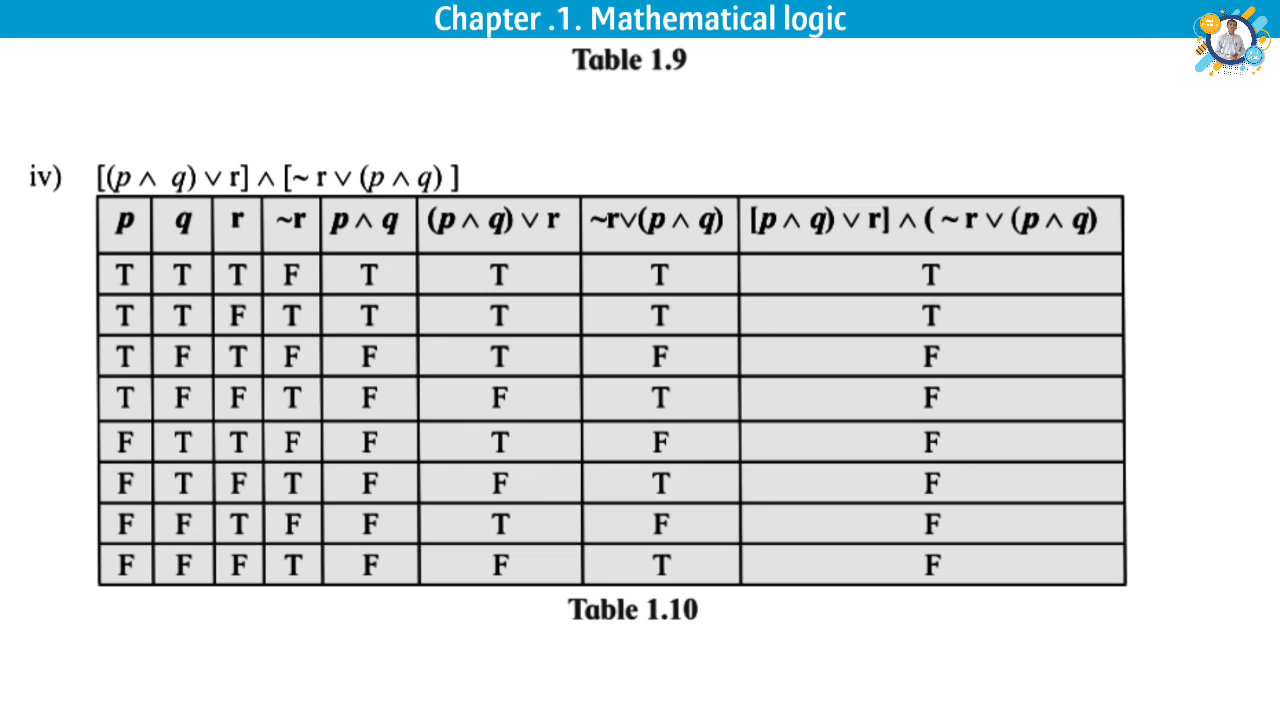 Chapter .1. Mathematical logic
Table 1.9
iv) [(p ∧ q) ∨ r] ∧ [~ r ∨ (p ∧ q) ]
p q r ~r p ∧ q (p ∧ q) ∨ r ~r∨(p ∧ q) [p ∧ q) ∨ r] ∧ ( ~ r ∨ (p ∧ q)
T T T F T T T T
T T F T T T T T
T F T F F T F F
T F F T F F T F
F T T F F T F F
F T F T F F T F
F F T F F T F F
F F F T F F T F
Table 1.10